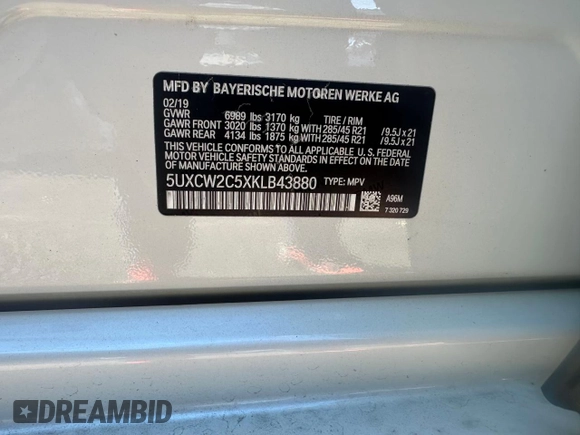 MFD BY BAYERISCHE MOTOREN WERKE AG
02/19
GVWR 6989 lbs 3170 kg TIRE / RIM
GAWR FRONT 3020 lbs 1370 kg WITH 285/45 R21 / 9.5J x 21
GAWR REAR 4134 lbs 1875 kg WITH 285/45 R21 / 9.5J x 21
THIS VEHICLE CONFORMS TO ALL APPLICABLE U.S. FEDERAL
MOTOR VEHICLE SAFETY STANDARDS IN EFFECT ON THE DATE
OF MANUFACTURE SHOWN ABOVE.
5UXCW2C5XKLB43880 TYPE: MPV
A96M
7 320 729
DREAMBID